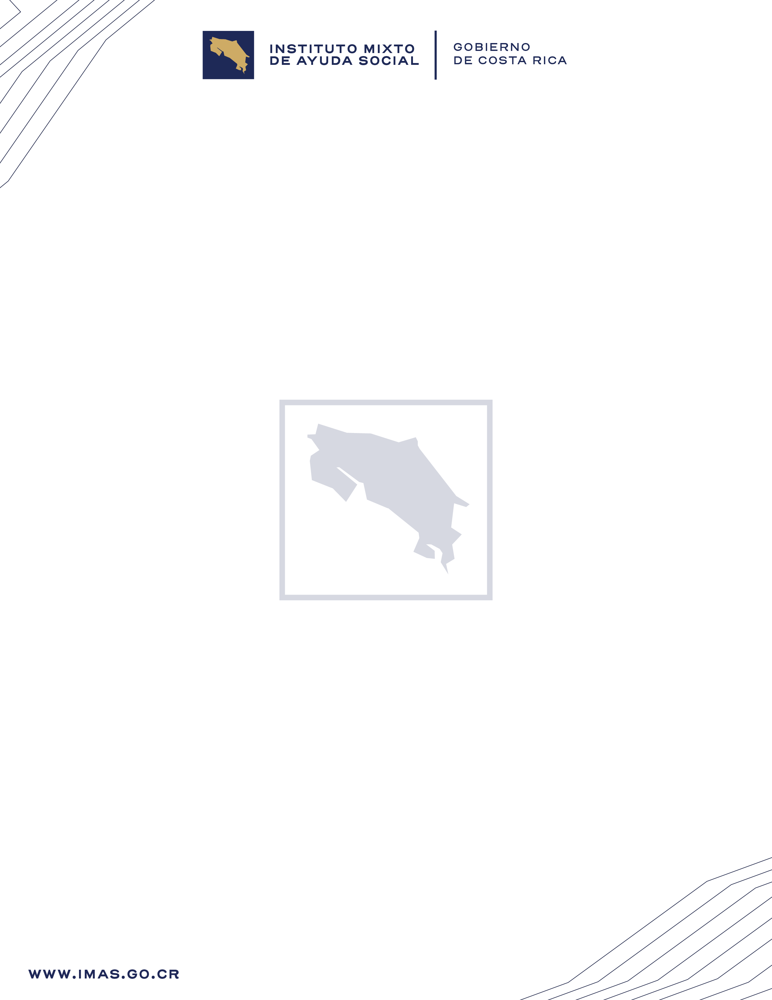 INSTITUTO MIXTO
DE AYUDA SOCIAL
GOBIERNO
DE COSTA RICA
WWW.IMAS.GO.CR